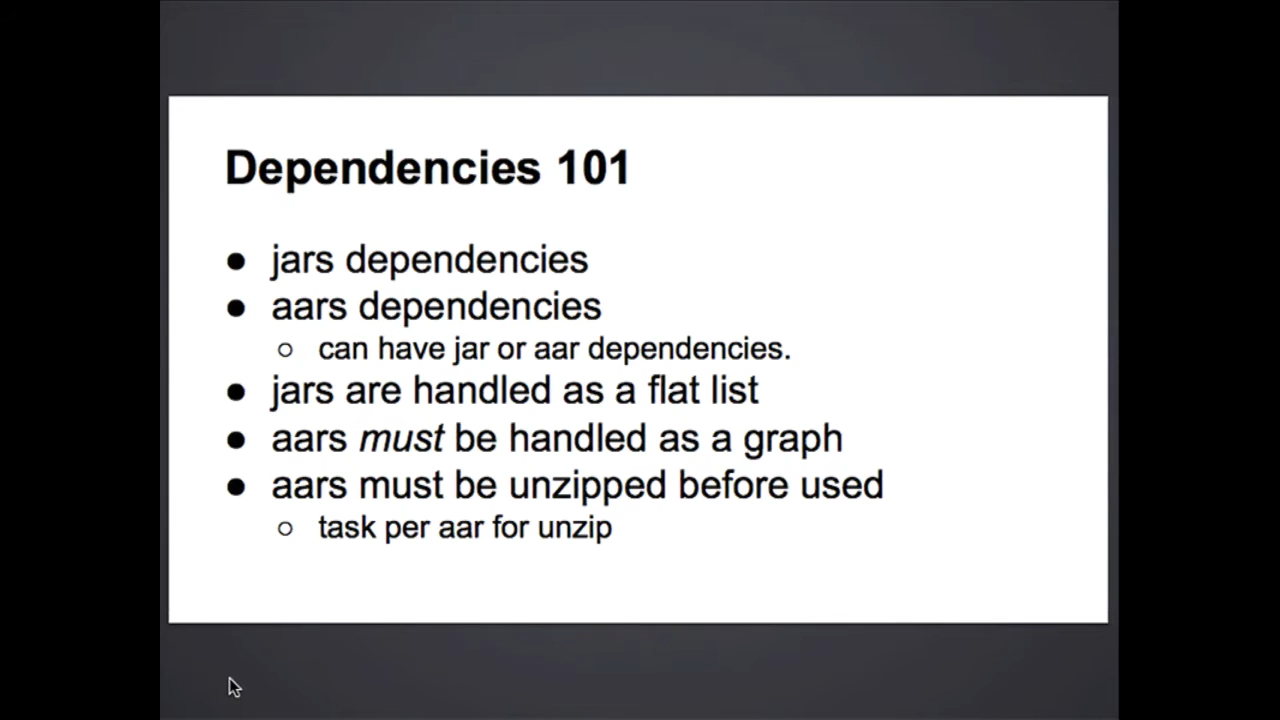 Dependencies 101
● jars dependencies
● aars dependencies
○ can have jar or aar dependencies.
● jars are handled as a flat list
● aars must be handled as a graph
● aars must be unzipped before used
○ task per aar for unzip